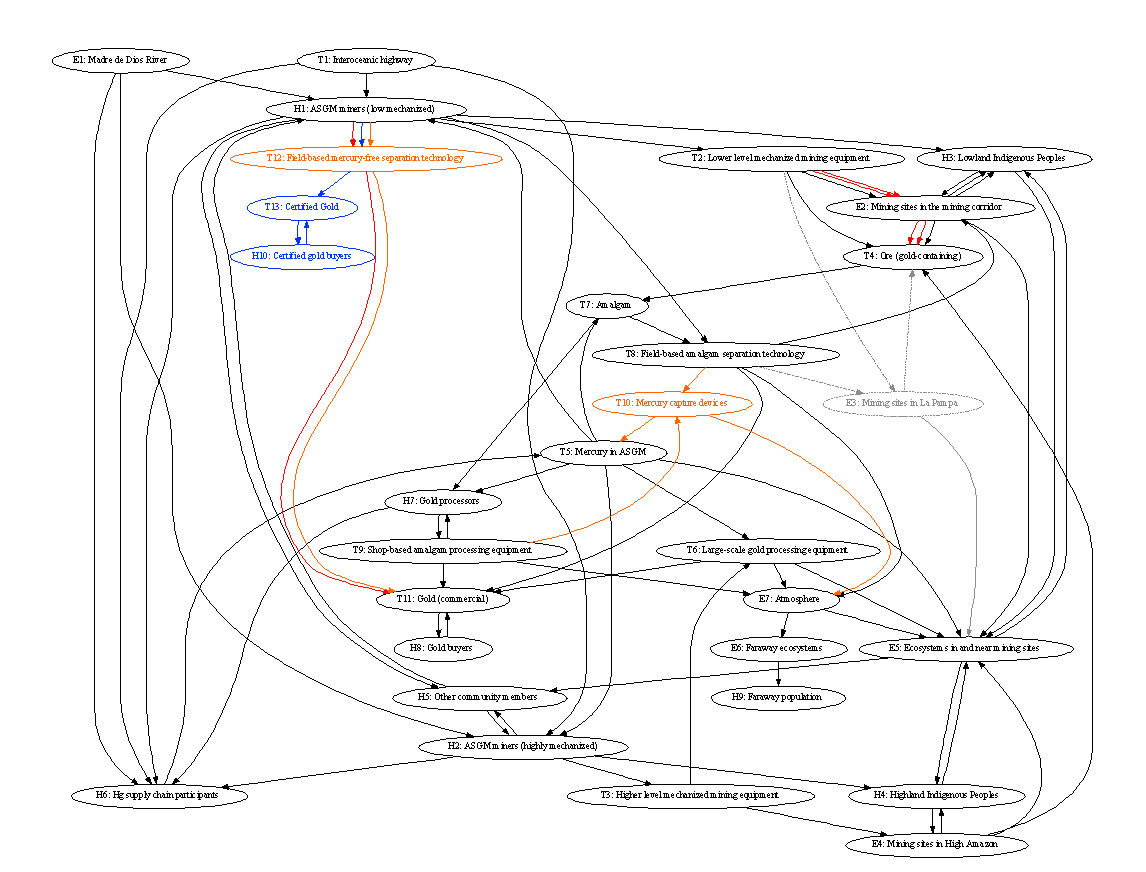 E1: Madre de Dios River
T1: Interoceanic highway
H1: ASGM miners (low mechanized)
T12: Field-based mercury-free separation technology
T2: Lower level mechanized mining equipment
H3: Lowland Indigenous Peoples
T13: Certified Gold
E2: Mining sites in the mining corridor
H10: Certified gold buyers
T4: Ore (gold-containing)
T7: Amalgam
T8: Field-based amalgam separation technology
T10: Mercury capture devices
E3: Mining sites in La Pampa
T5: Mercury in ASGM
H7: Gold processors
T9: Shop-based amalgam processing equipment
T6: Large-scale gold processing equipment
T11: Gold (commercial)
E7: Atmosphere
H8: Gold buyers
E6: Faraway ecosystems
E5: Ecosystems in and near mining sites
H5: Other community members
H9: Faraway population
H2: ASGM miners (highly mechanized)
H6: Hg supply chain participants
T3: Higher level mechanized mining equipment
H4: Highland Indigenous Peoples
E4: Mining sites in High Amazon